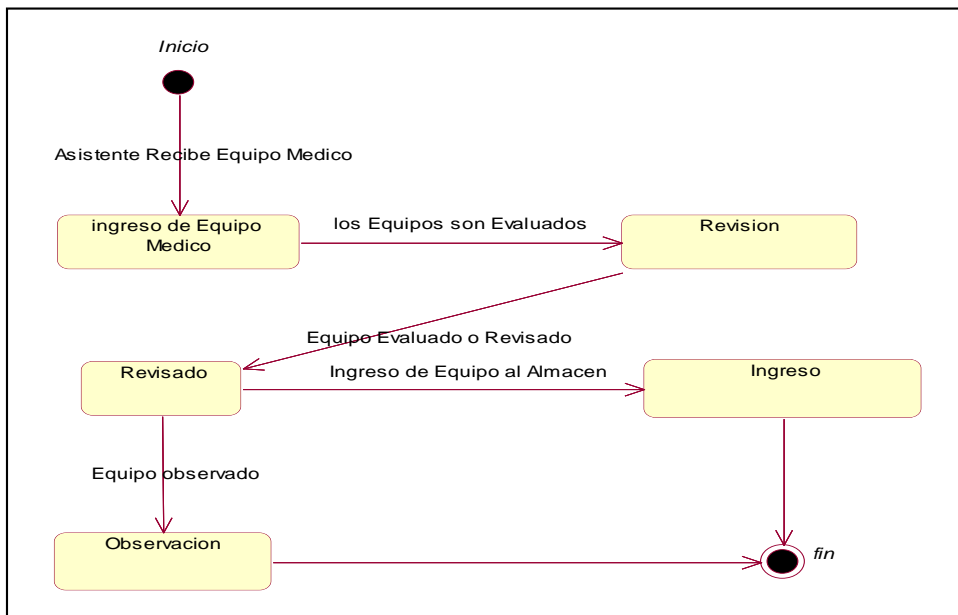 Inicio
Asistente Recibe Equipo Medico
ingreso de Equipo
Medico
los Equipos son Evaluados
Revision
Equipo Evaluado o Revisado
Revisado
Ingreso de Equipo al Almacen
Ingreso
Equipo observado
Observacion
fin